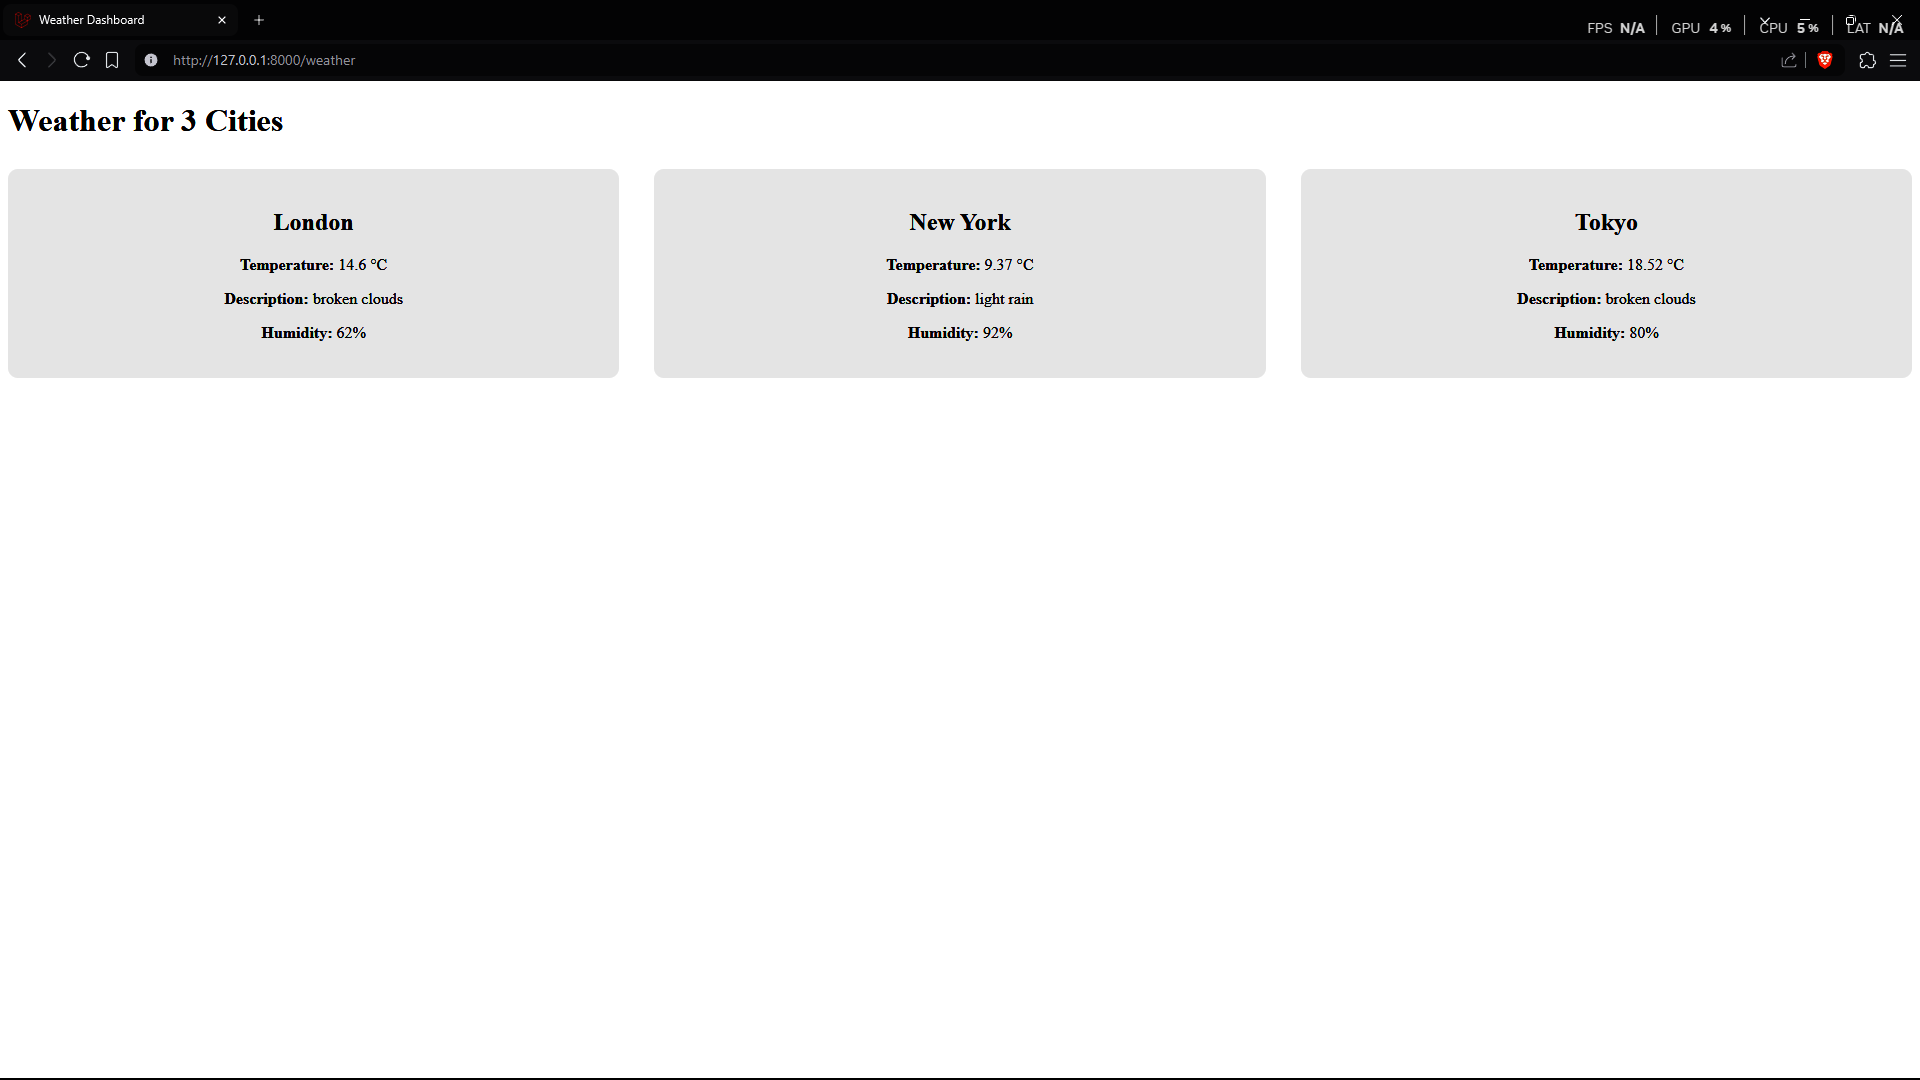 Weather Dashboard
FPS N/A GPU 4% CPU 5% LAT N/A
http://127.0.0.1:8000/weather
Weather for 3 Cities
London
Temperature: 14.6 °C
Description: broken clouds
Humidity: 62%
New York
Temperature: 9.37 °C
Description: light rain
Humidity: 92%
Tokyo
Temperature: 18.52 °C
Description: broken clouds
Humidity: 80%